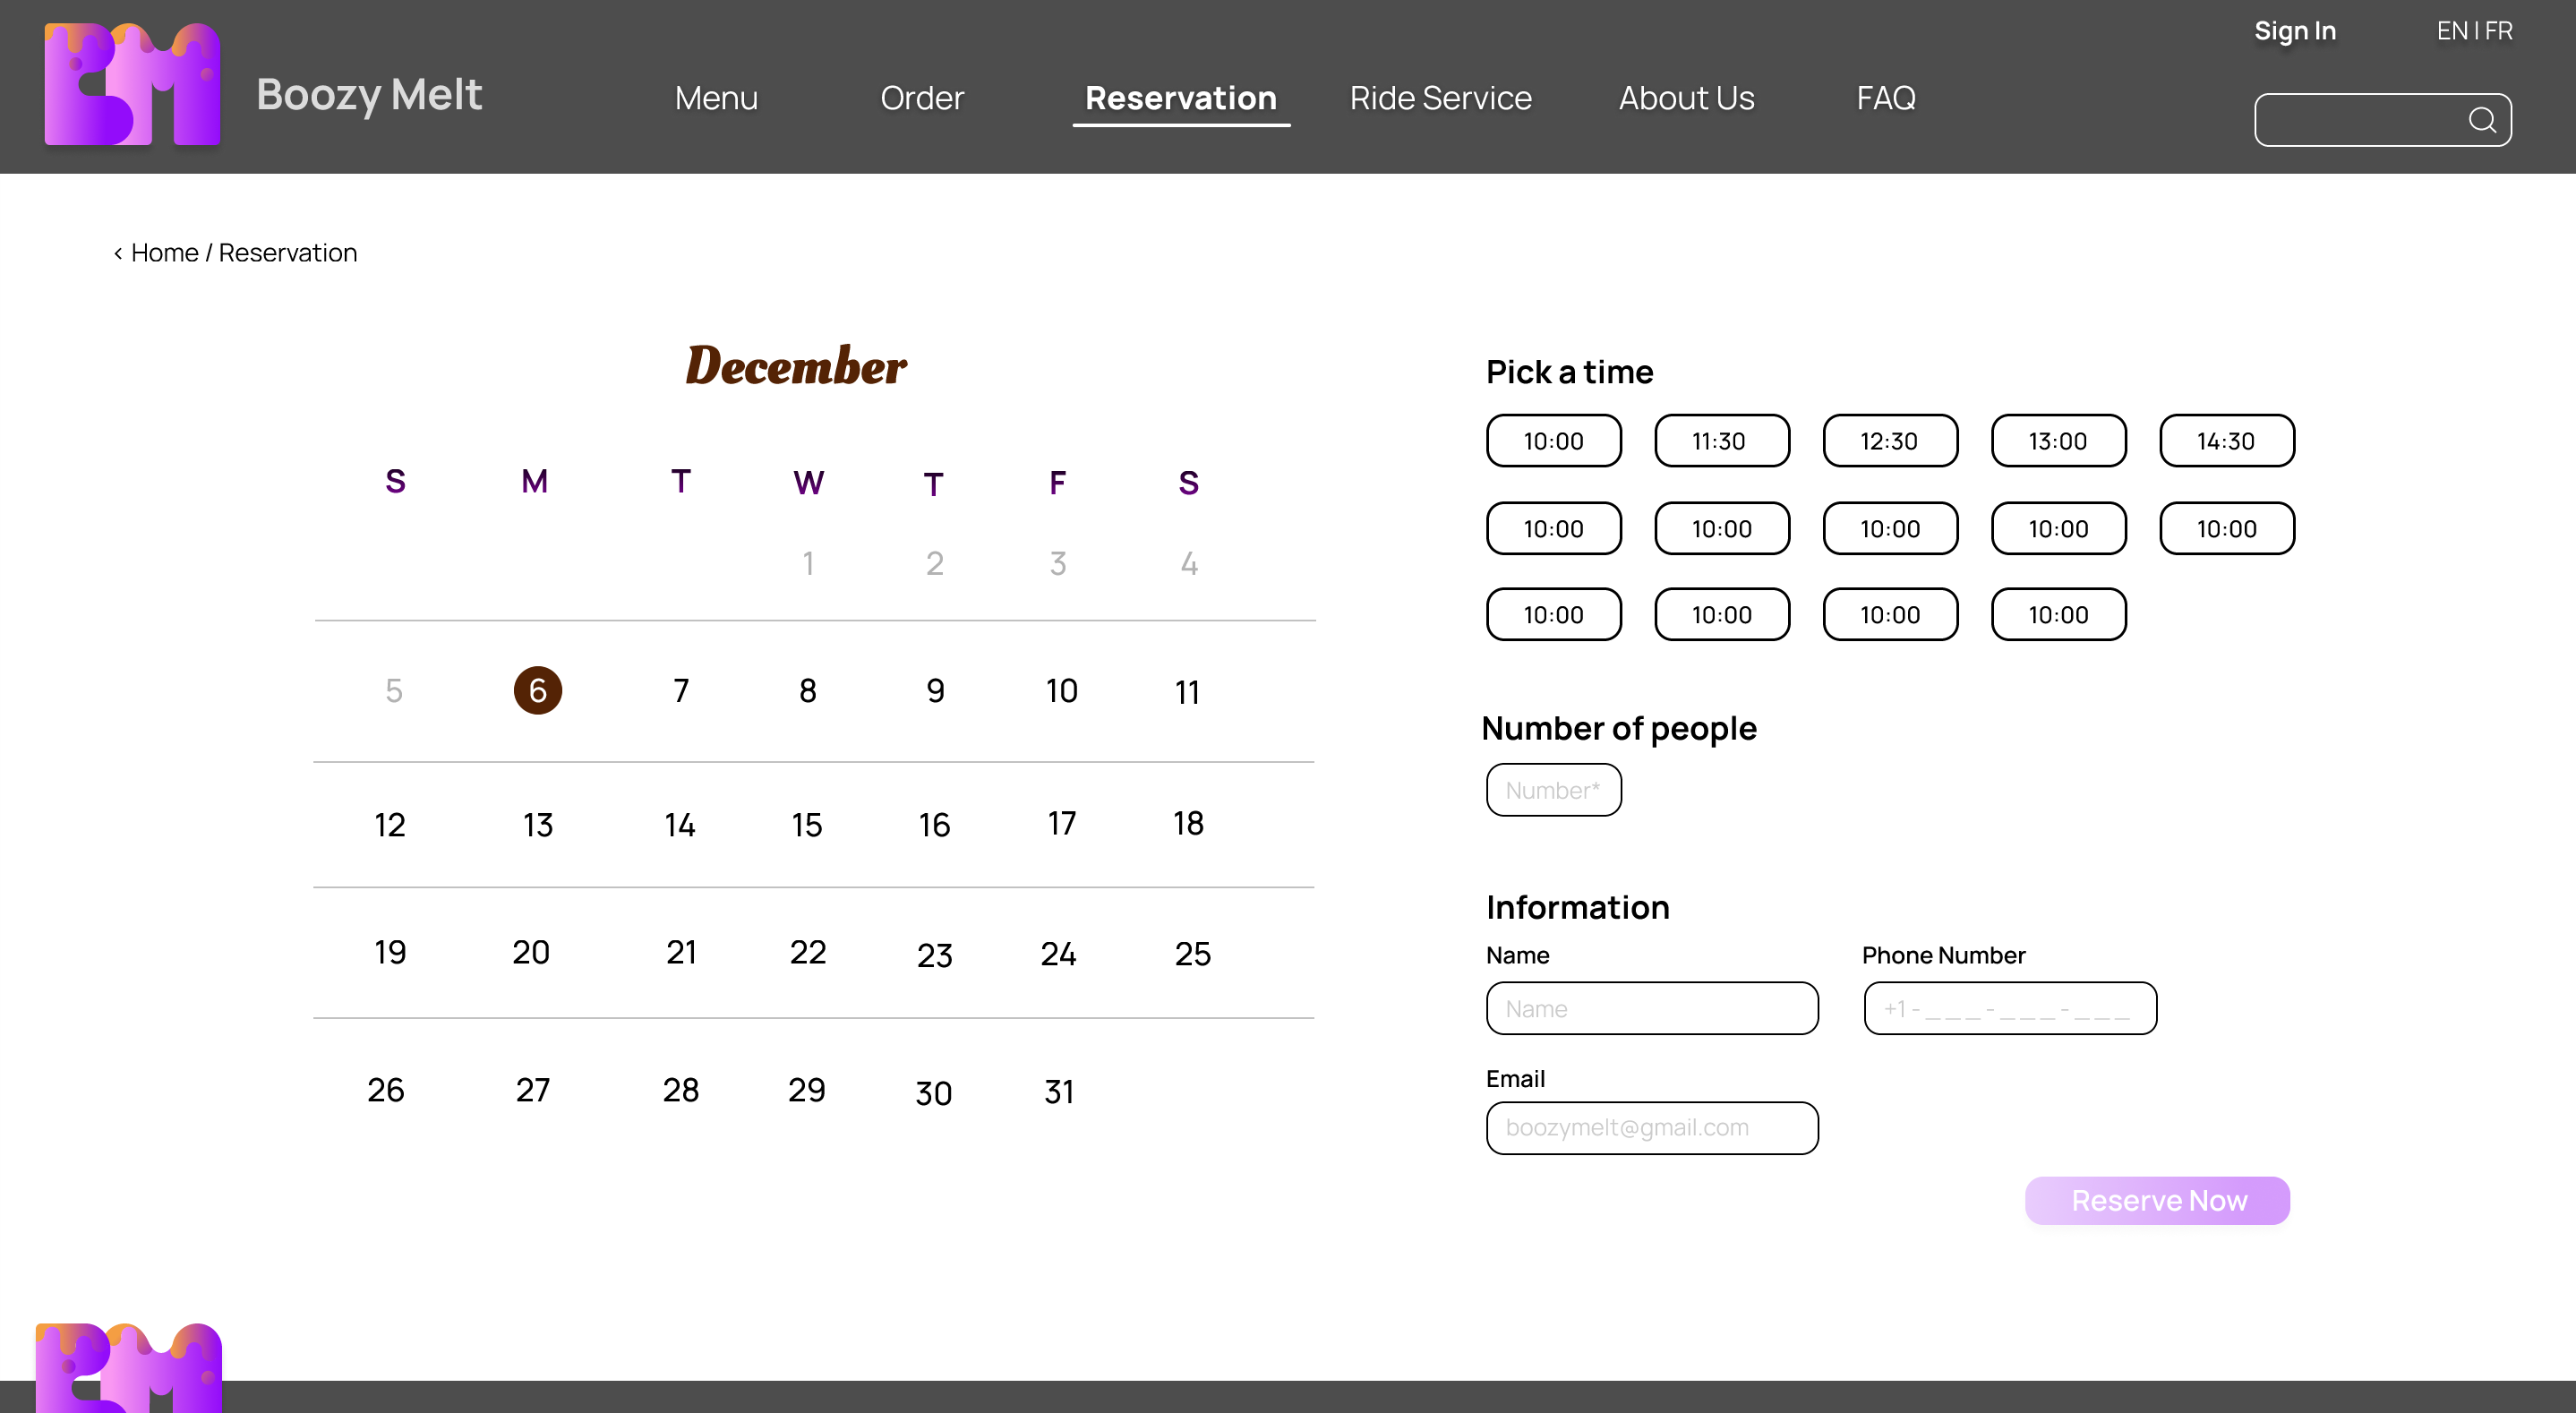 BM
Boozy Melt
Menu Order Reservation Ride Service About Us FAQ
Sign In EN | FR
< Home / Reservation
December
S M T W T F S
1 2 3 4
5 6 7 8 9 10 11
12 13 14 15 16 17 18
19 20 21 22 23 24 25
26 27 28 29 30 31
Pick a time
10:00 11:30 12:30 13:00 14:30
10:00 10:00 10:00 10:00 10:00
10:00 10:00 10:00 10:00
Number of people
Number*
Information
Name Phone Number
Name +1 - _ _ _ - _ _ _ - _ _ _
Email
boozymelt@gmail.com
Reserve Now
BM